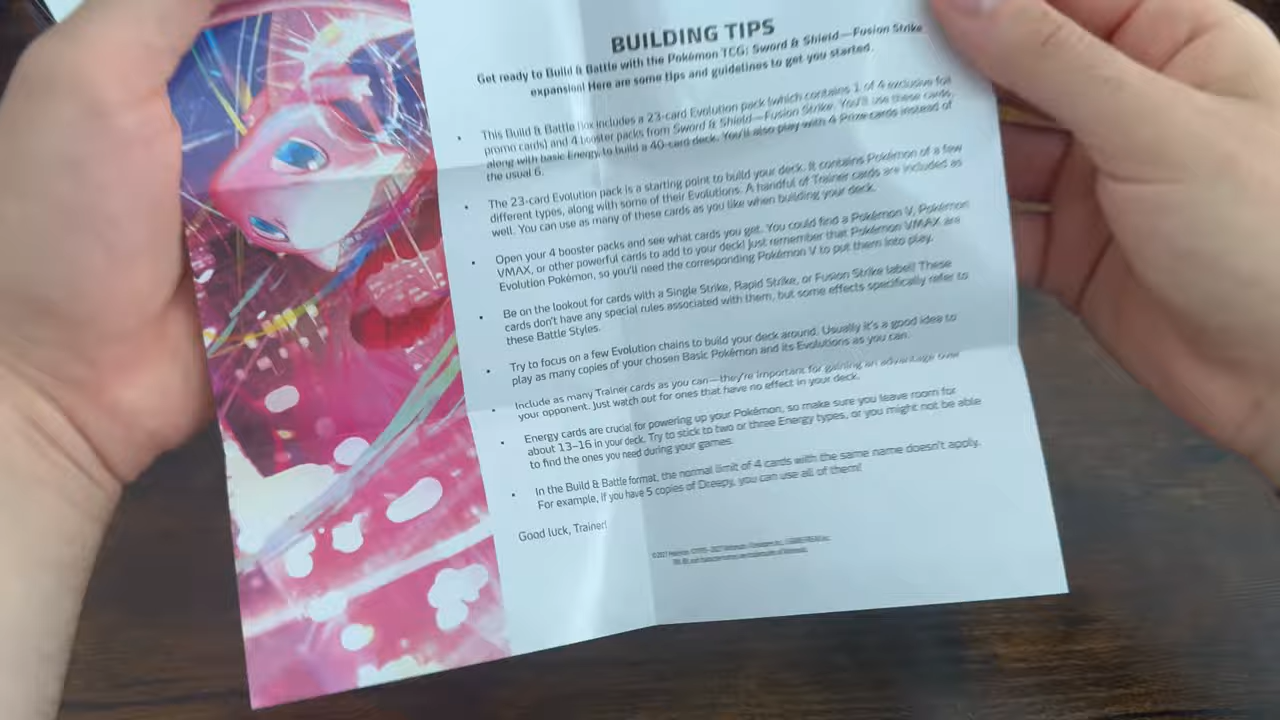 BUILDING TIPS
Get ready to Build & Battle with the Pokémon TCG: Sword & Shield—Fusion Strike
expansion! Here are some tips and guidelines to get you started.
• This Build & Battle box includes a 23-card Evolution pack (which contains 1 of 4 exclusive foil
promo cards) and 4 booster packs from Sword & Shield—Fusion Strike. You'll use these cards,
along with basic Energy, to build a 40-card deck. You'll also play with 4 Prize cards instead of
the usual 6.
• The 23-card Evolution pack is a starting point to build your deck. It contains Pokémon of a few
different types, along with some of their Evolutions. A handful of Trainer cards are included as
well. You can use as many of these cards as you like when building your deck.
• Open your 4 booster packs and see what cards you get. You could find a Pokémon V, Pokémon
VMAX, or other powerful cards to add to your deck! Just remember that Pokémon VMAX are
Evolution Pokémon, so you'll need the corresponding Pokémon V to put them into play.
• Be on the lookout for cards with a Single Strike, Rapid Strike, or Fusion Strike label! These
cards don't have any special rules associated with them, but some effects specifically refer to
these Battle Styles.
• Try to focus on a few Evolution chains to build your deck around. Usually it's a good idea to
play as many copies of your chosen Basic Pokémon and its Evolutions as you can.
• Include as many Trainer cards as you can—they're important for gaining an advantage over
your opponent. Just watch out for ones that have no effect in your deck.
• Energy cards are crucial for powering up your Pokémon, so make sure you leave room for
about 13–16 in your deck. Try to stick to two or three Energy types, or you might not be able
to find the ones you need during your games.
• In the Build & Battle format, the normal limit of 4 cards with the same name doesn't apply.
For example, if you have 5 copies of Dreepy, you can use all of them!
Good luck, Trainer!